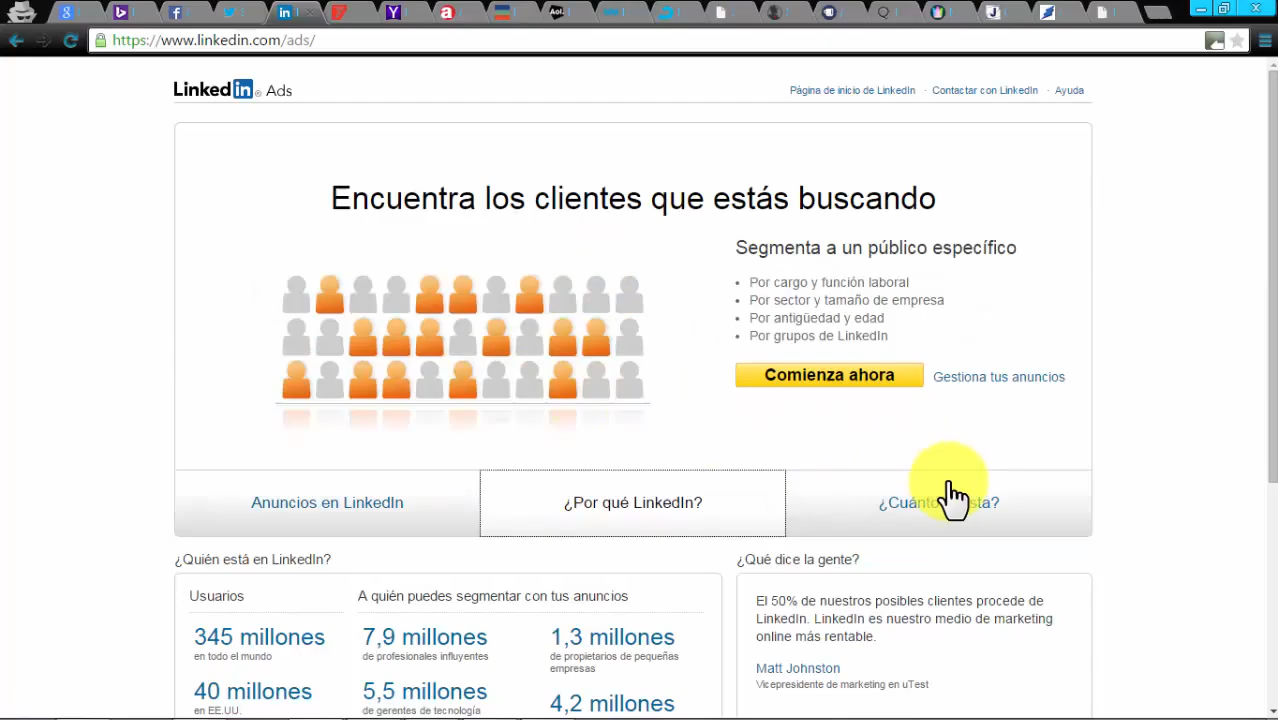 https://www.linkedin.com/ads/
Linked in ® Ads
Página de inicio de LinkedIn · Contactar con LinkedIn · Ayuda
Encuentra los clientes que estás buscando
Segmenta a un público específico
• Por cargo y función laboral
• Por sector y tamaño de empresa
• Por antigüedad y edad
• Por grupos de LinkedIn
Comienza ahora Gestiona tus anuncios
Anuncios en LinkedIn ¿Por qué LinkedIn?
¿Quién está en LinkedIn?
Usuarios
345 millones
en todo el mundo
40 millones
en EE.UU.
A quién puedes segmentar con tus anuncios
7,9 millones
de profesionales influyentes
5,5 millones
de gerentes de tecnología
1,3 millones
de propietarios de pequeñas
empresas
4,2 millones
¿Qué dice la gente?
El 50% de nuestros posibles clientes procede de
LinkedIn. LinkedIn es nuestro medio de marketing
online más rentable.
Matt Johnston
Vicepresidente de marketing en uTest